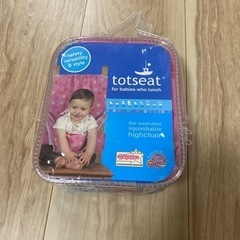 safety
versatility
& style
totseat
for babies who lunch
the washable
squashable
highchair